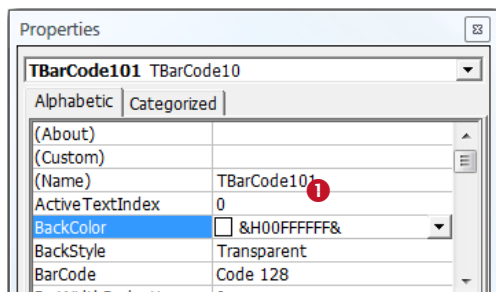 Properties
TBarCode101 TBarCode10
Alphabetic Categorized
(About)
(Custom)
(Name) TBarCode101
1
ActiveTextIndex 0
BackColor &H00FFFFFF&
BackStyle Transparent
BarCode Code 128